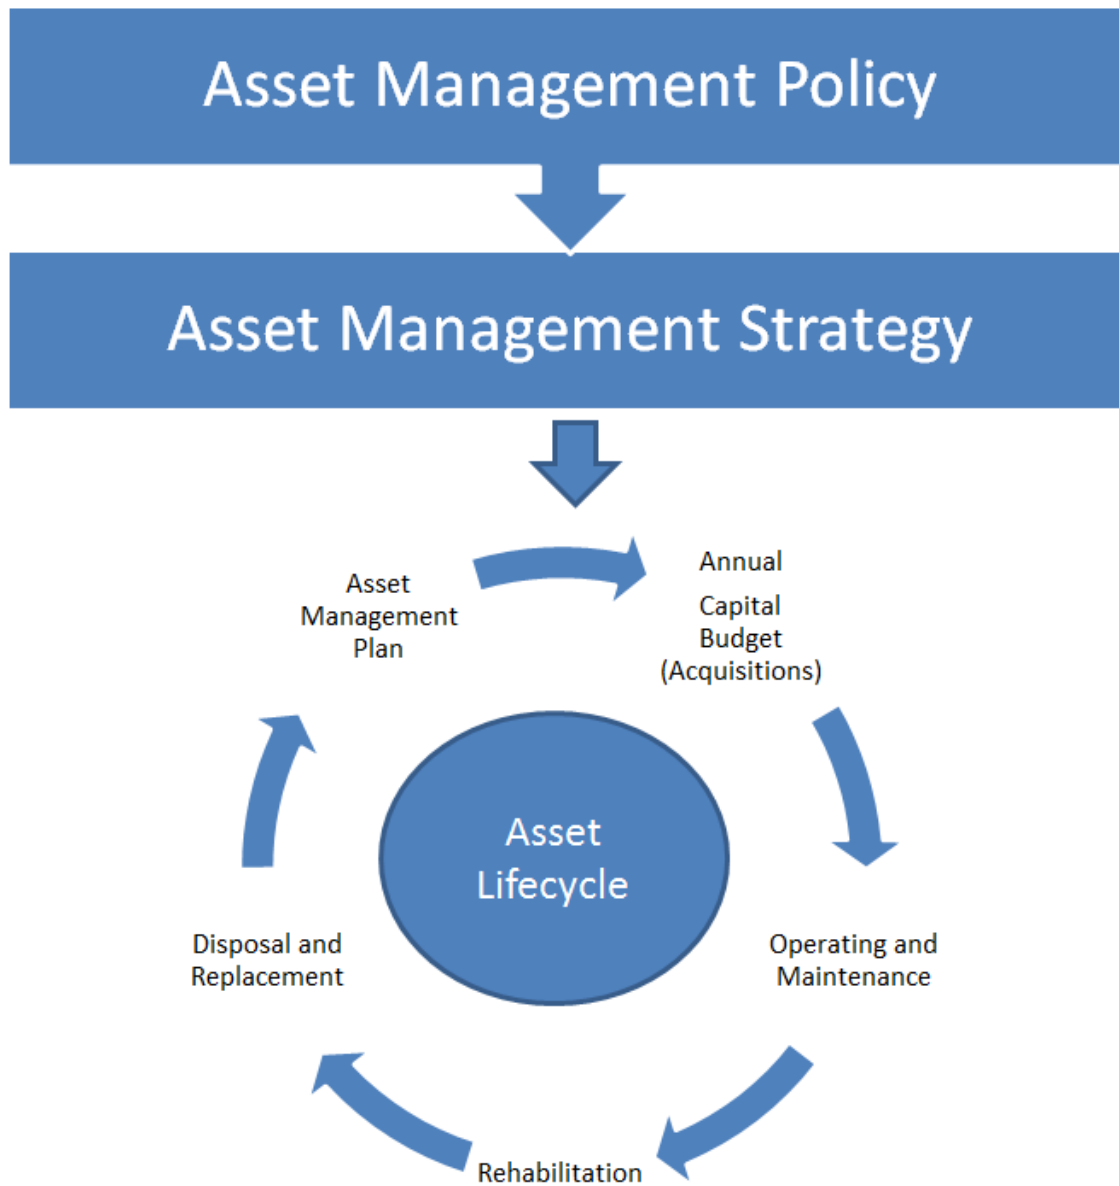 Asset Management Policy
Asset Management Strategy
Asset
Management
Plan
Annual
Capital
Budget
(Acquisitions)
Asset
Lifecycle
Disposal and
Replacement
Operating and
Maintenance
Rehabilitation